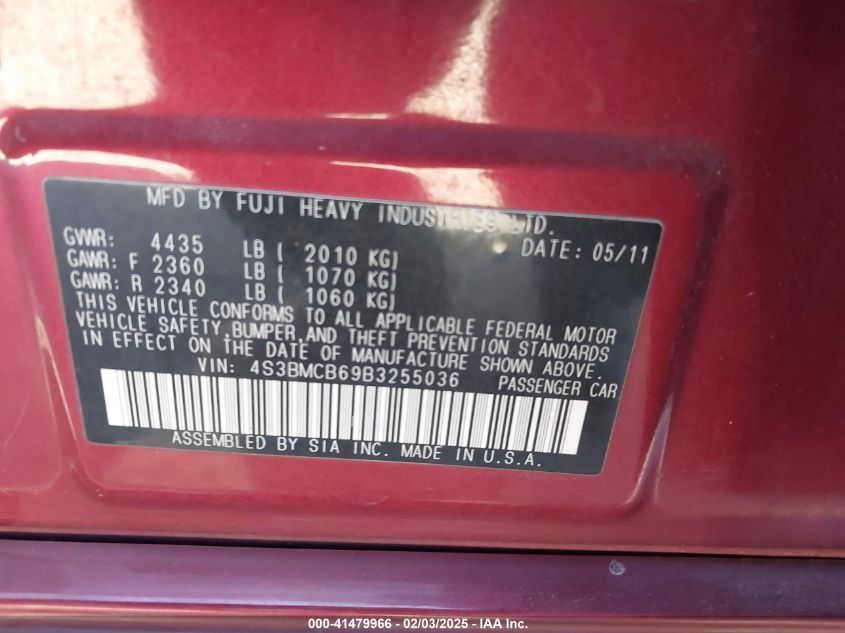 MFD BY FUJI HEAVY INDUSTRIES LTD.
GVWR: 4435 LB ( 2010 KG) DATE: 05/11
GAWR: F 2360 LB ( 1070 KG)
GAWR: R 2340 LB ( 1060 KG)
THIS VEHICLE CONFORMS TO ALL APPLICABLE FEDERAL MOTOR
VEHICLE SAFETY, BUMPER, AND THEFT PREVENTION STANDARDS
IN EFFECT ON THE DATE OF MANUFACTURE SHOWN ABOVE.
VIN: 4S3BMCB69B3255036 PASSENGER CAR
ASSEMBLED BY SIA INC. MADE IN U.S.A.
000-41479966 - 02/03/2025 - IAA Inc.